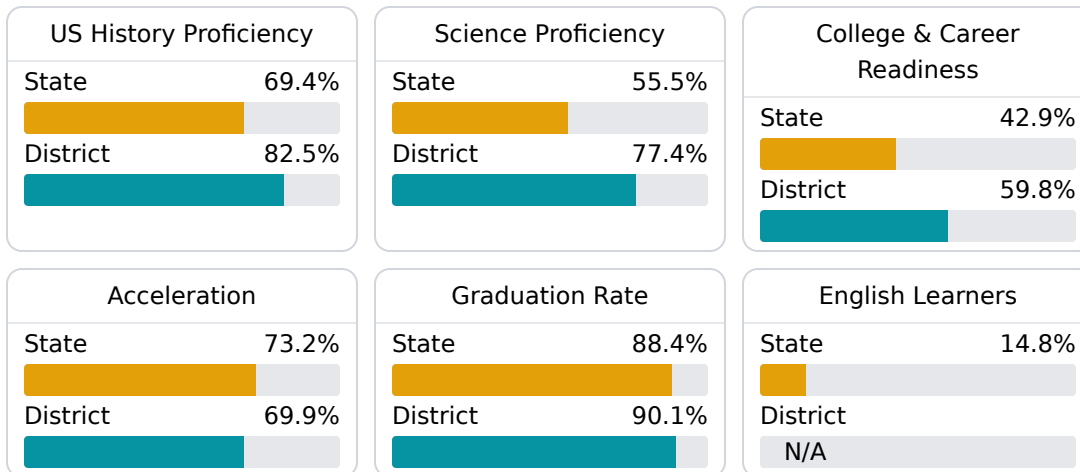 US History Proficiency
State 69.4%
District 82.5%
Science Proficiency
State 55.5%
District 77.4%
College & Career
Readiness
State 42.9%
District 59.8%
Acceleration
State 73.2%
District 69.9%
Graduation Rate
State 88.4%
District 90.1%
English Learners
State 14.8%
District
N/A